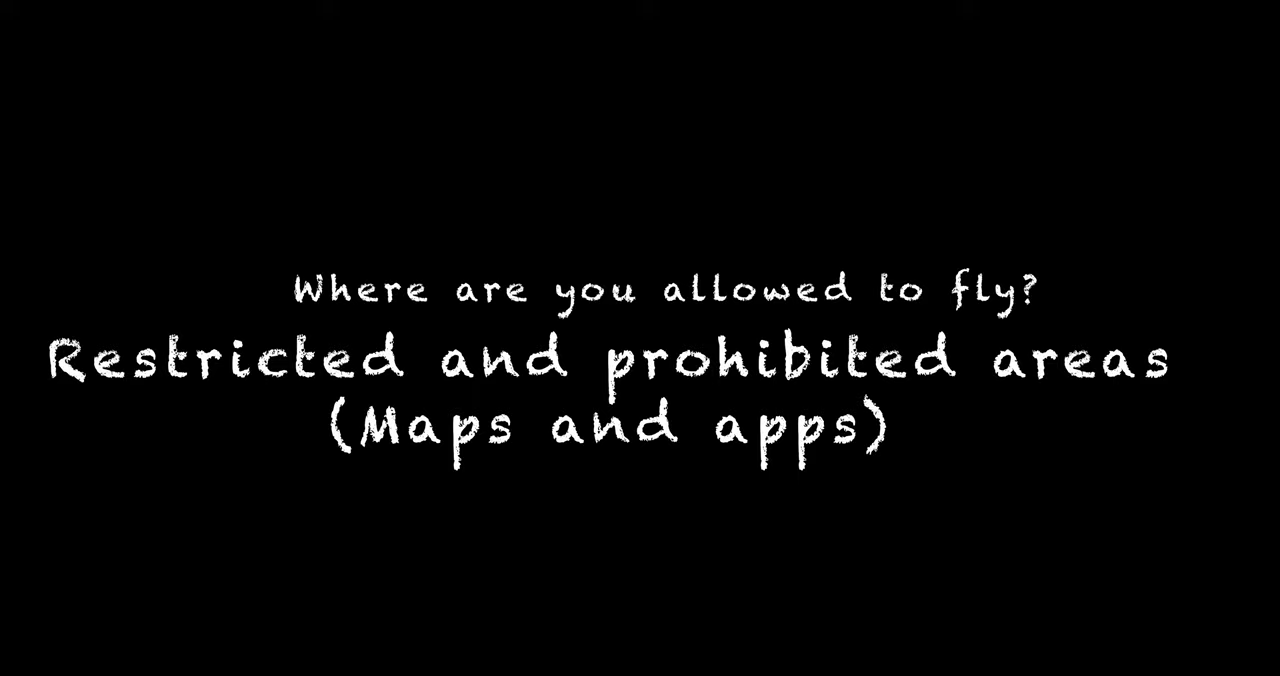 Where are you allowed to fly?
Restricted and prohibited areas
(Maps and apps)